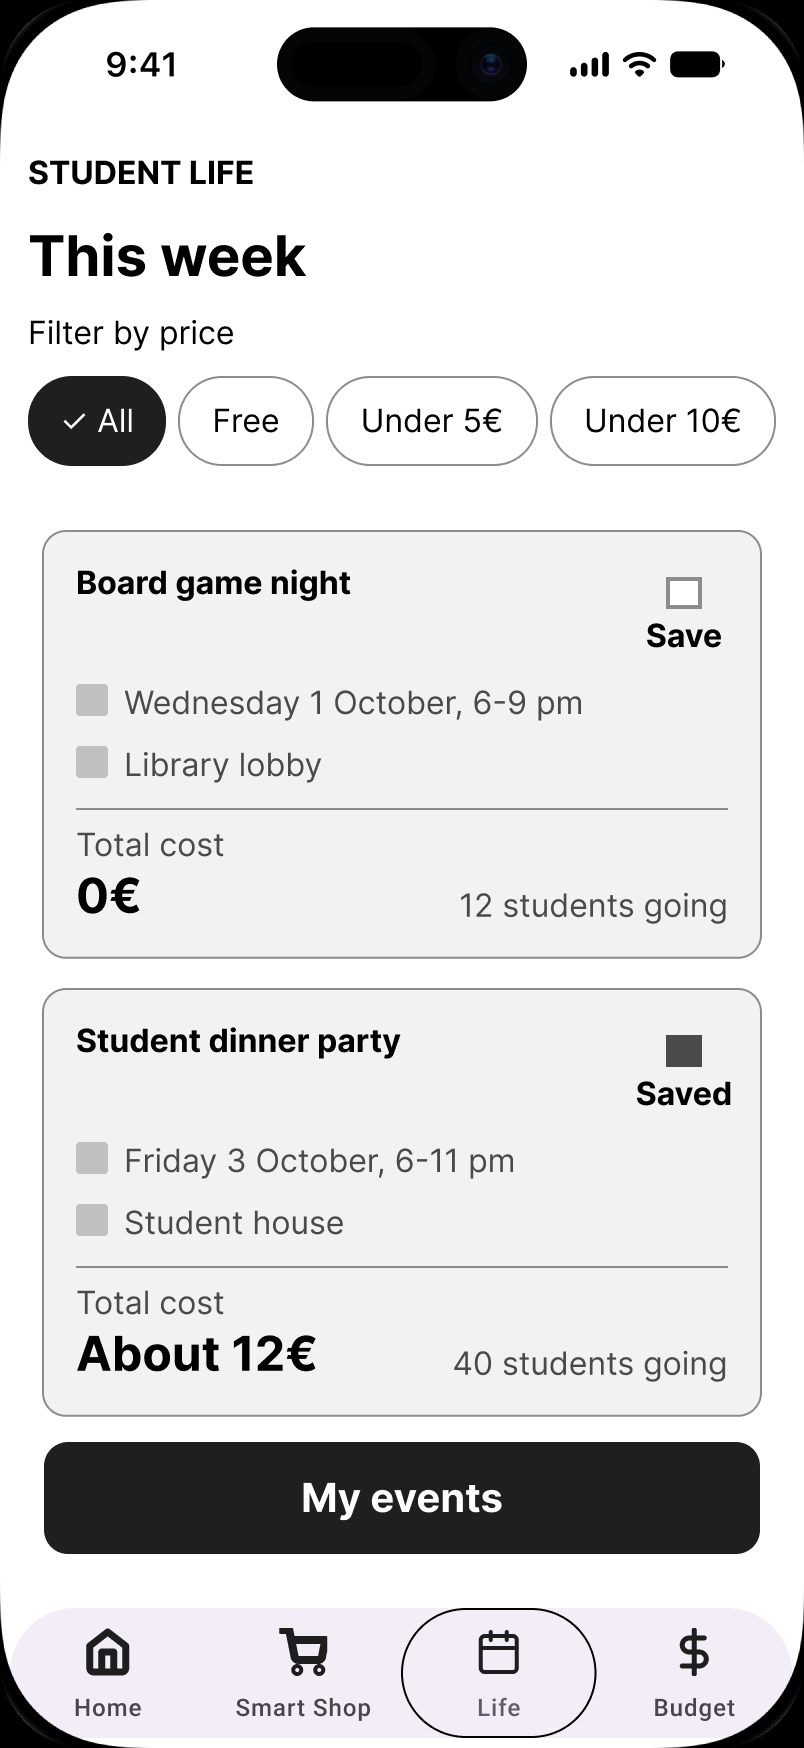 9:41
STUDENT LIFE
This week
Filter by price
All
Free
Under 5€
Under 10€
Board game night
Save
Wednesday 1 October, 6-9 pm
Library lobby
Total cost
0€
12 students going
Student dinner party
Saved
Friday 3 October, 6-11 pm
Student house
Total cost
About 12€
40 students going
My events
Home
Smart Shop
Life
Budget